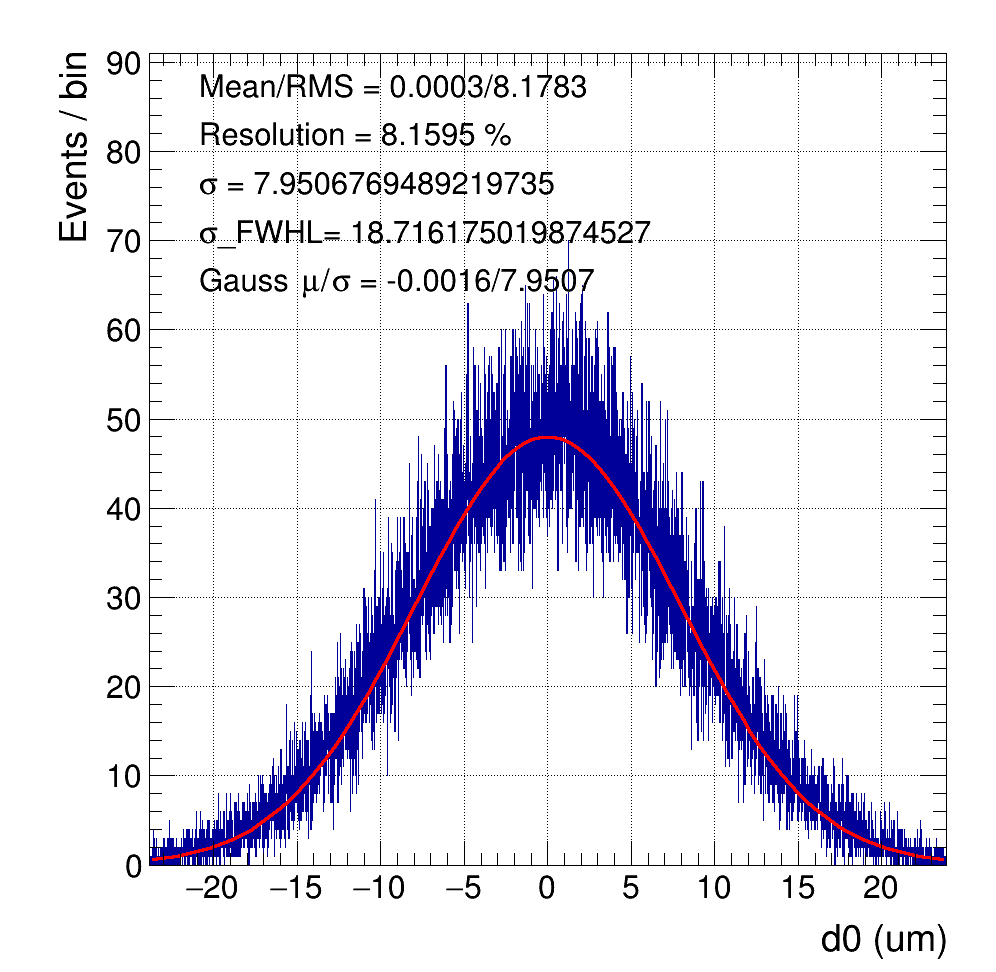 Events / bin
90
80
70
60
50
40
30
20
10
0
Mean/RMS = 0.0003/8.1783
Resolution = 8.1595 %
σ = 7.9506769489219735
σ_FWHL= 18.716175019874527
Gauss μ/σ = -0.0016/7.9507
−20 −15 −10 −5 0 5 10 15 20
d0 (um)